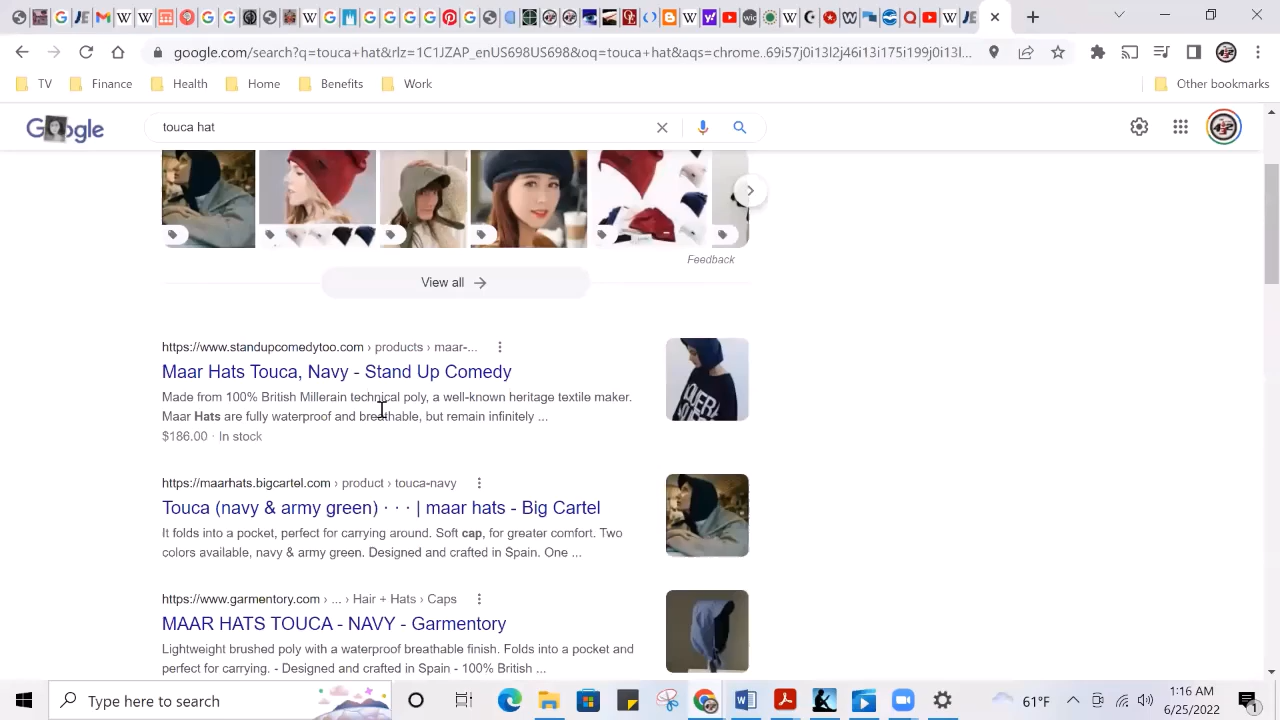 google.com/search?q=touca+hat&rlz=1C1JZAP_enUS698US698&oq=touca+hat&aqs=chrome..69i57j0i13l2j46i13i175i199j0i13l...
TV Finance Health Benefits Home Work Other bookmarks
Google
touca hat
Feedback
View all
https://www.standupcomedytoo.com › products › maar-...
Maar Hats Touca, Navy - Stand Up Comedy
Made from 100% British Millerain technical poly, a well-known heritage textile maker.
Maar Hats are fully waterproof and breathable, but remain infinitely ...
$186.00 · In stock
https://maarhats.bigcartel.com › product › touca-navy
Touca (navy & army green) · · · | maar hats - Big Cartel
It folds into a pocket, perfect for carrying around. Soft cap, for greater comfort. Two
colors available, navy & army green. Designed and crafted in Spain. One ...
https://www.garmentory.com › ... › Hair + Hats › Caps
MAAR HATS TOUCA - NAVY - Garmentory
Lightweight brushed poly with a waterproof breathable finish. Folds into a pocket and
perfect for carrying. - Designed and crafted in Spain - 100% British ...
Type here to search
61°F
1:16 AM
6/25/2022